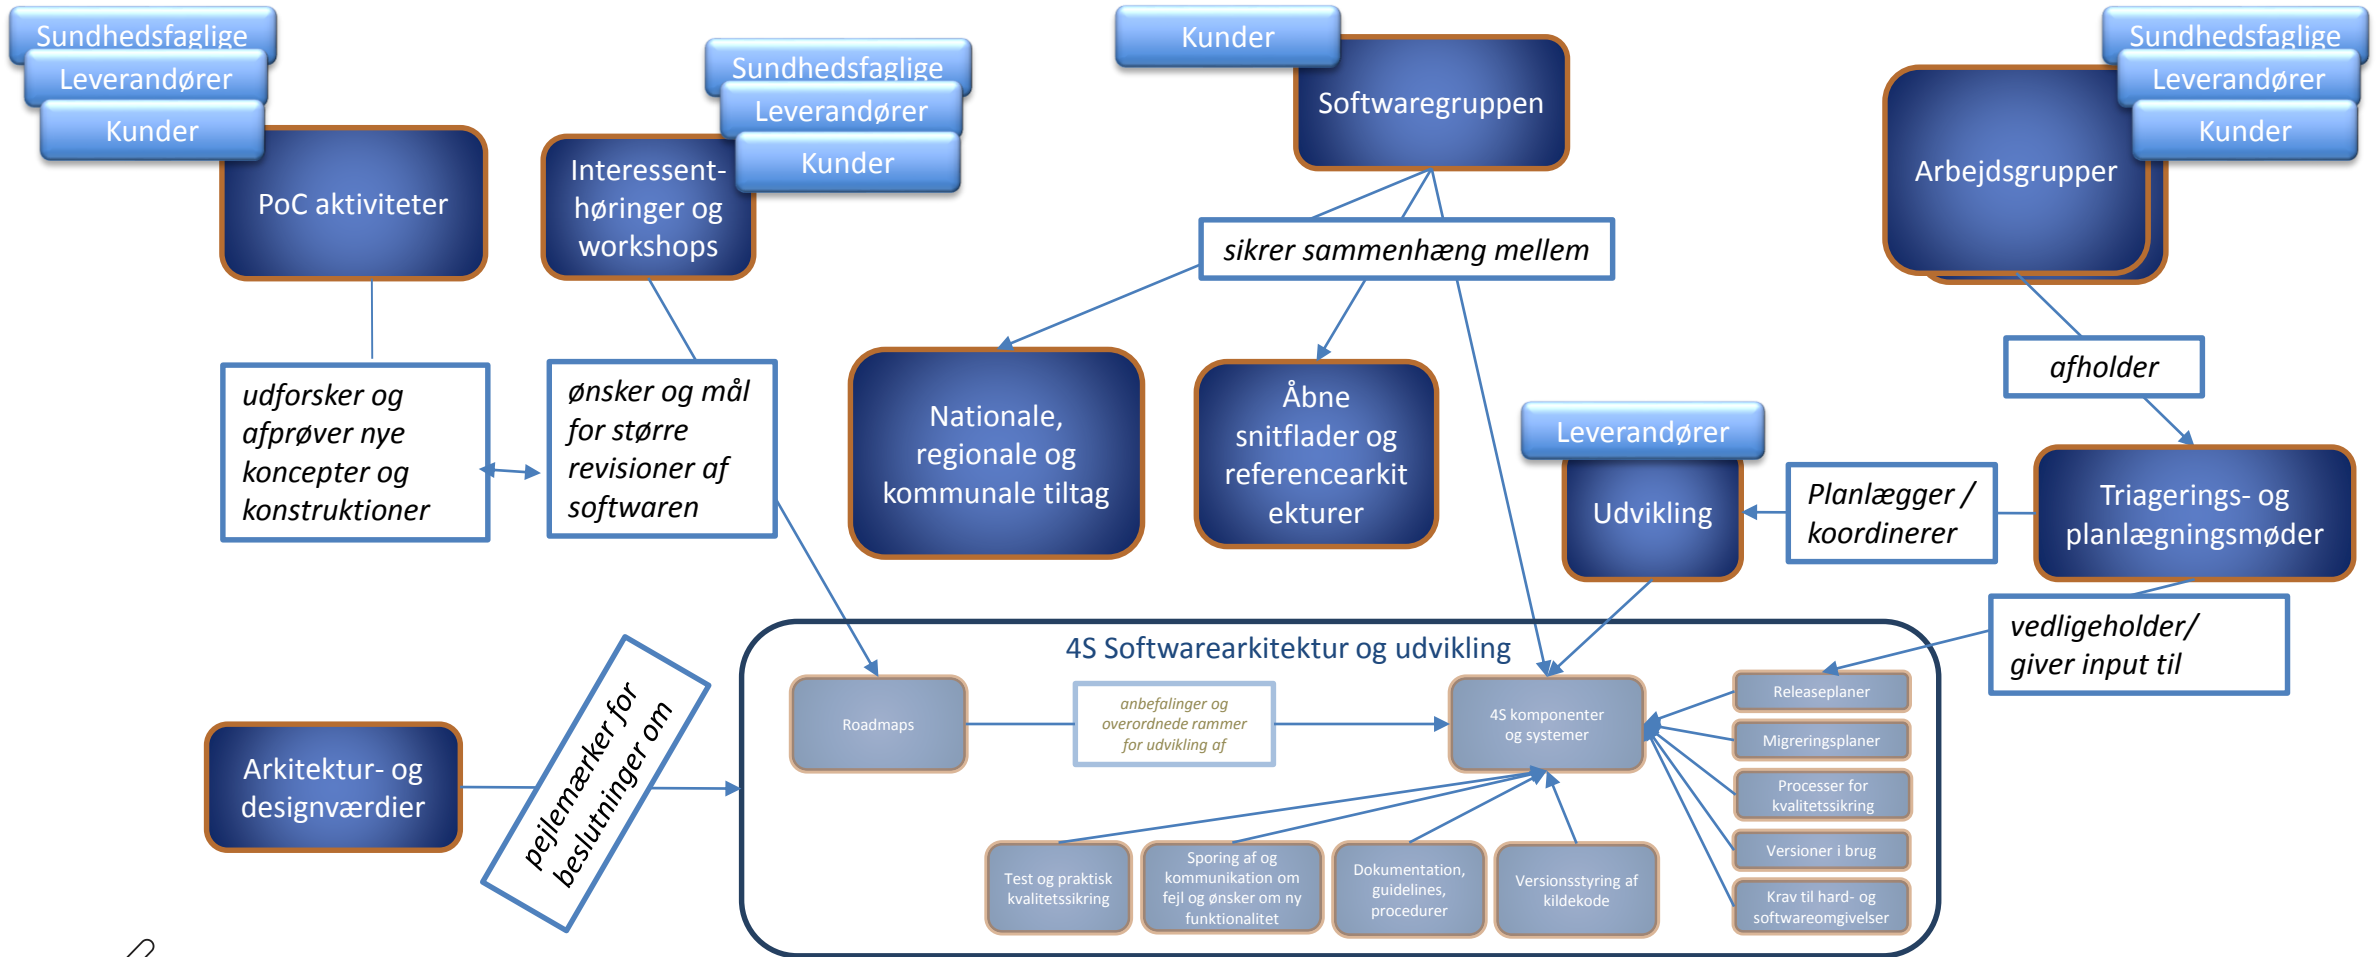 Sundhedsfaglige
Leverandører
Kunder
PoC aktiviteter
Sundhedsfaglige
Leverandører
Kunder
Interessent-
høringer og
workshops
Kunder
Softwaregruppen
Sundhedsfaglige
Leverandører
Kunder
Arbejdsgrupper
sikrer sammenhæng mellem
afholder
udforsker og
afprøver nye
koncepter og
konstruktioner
ønsker og mål
for større
revisioner af
softwaren
Nationale,
regionale og
kommunale tiltag
Åbne
snitflader og
referencearkit
ekturer
Leverandører
Udvikling
Planlægger /
koordinerer
Triagerings- og
planlægningsmøder
vedligeholder/
giver input til
4S Softwarearkitektur og udvikling
Arkitektur- og
designværdier
pejlemærker for
beslutninger om
Roadmaps
anbefalinger og
overordnede rammer
for udvikling af
4S komponenter
og systemer
Releaseplaner
Migreringsplaner
Processer for
kvalitetssikring
Versioner i brug
Krav til hard- og
softwareomgivelser
Test og praktisk
kvalitetssikring
Sporing af og
kommunikation om
fejl og ønsker om ny
funktionalitet
Dokumentation,
guidelines,
procedurer
Versionsstyring af
kildekode